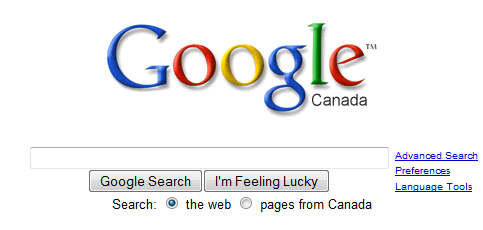 Google™
Canada
Advanced Search
Preferences
Language Tools
Google Search I'm Feeling Lucky
Search: the web pages from Canada